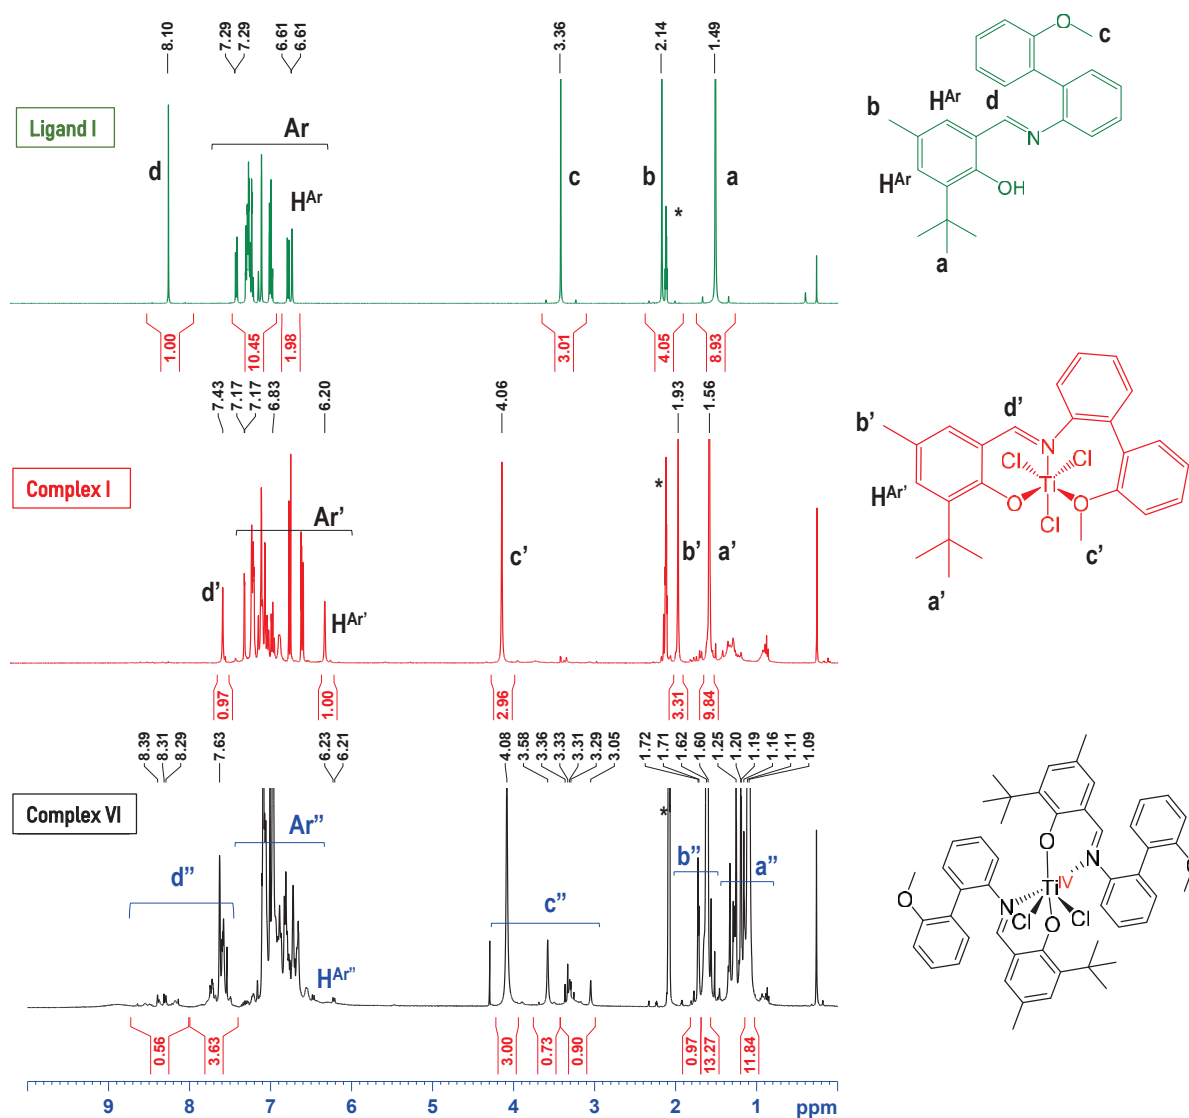 8.10
7.29
7.29
6.61
6.61
3.36
2.14
1.49
Ligand I
d
Ar
H^Ar
c
b
*
a
1.00
10.45
1.98
3.01
4.05
8.93
O
c
b
H^Ar
d
N
H^Ar
OH
a
7.43
7.17
7.17
6.83
6.20
4.06
1.93
1.56
Complex I
d’
Ar’
H^Ar’
c’
*
b’
a’
0.97
1.00
2.96
3.31
9.84
b’
d’
N
Cl
Cl
Ti
H^Ar’
O
O
Cl
c’
a’
8.39
8.31
8.29
7.63
6.23
6.21
4.08
3.58
3.36
3.33
3.31
3.29
3.05
1.72
1.71
1.62
1.60
1.25
1.20
1.19
1.16
1.11
1.09
Complex VI
d”
Ar”
H^Ar”
c”
*
b”
a”
0.56
3.63
3.00
0.73
0.90
0.97
13.27
11.84
O
N
O
Ti^IV
N
Cl
Cl
O
O
9
8
7
6
5
4
3
2
1
ppm